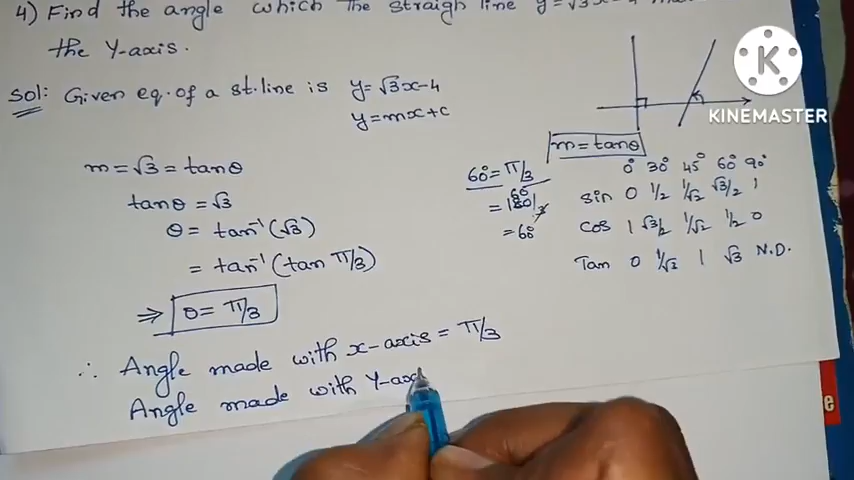 4) Find the angle which the straigh line y = √3x-4
the Y-axis.
Sol: Given eq. of a st. line is y = √3x-4
y = mx+c
m = √3 = tanθ
tanθ = √3
θ = tan⁻¹(√3)
= tan⁻¹(tan π/3)
⇒ θ = π/3
∴ Angle made with x-axis = π/3
Angle made with Y-ax
60° = π/3
= 180/3 60
= 60°
m = tanθ
0° 30° 45° 60° 90°
sin 0 1/2 1/√2 √3/2 1
cos 1 √3/2 1/√2 1/2 0
Tan 0 1/√3 1 √3 N.D.
K
KINEMASTER